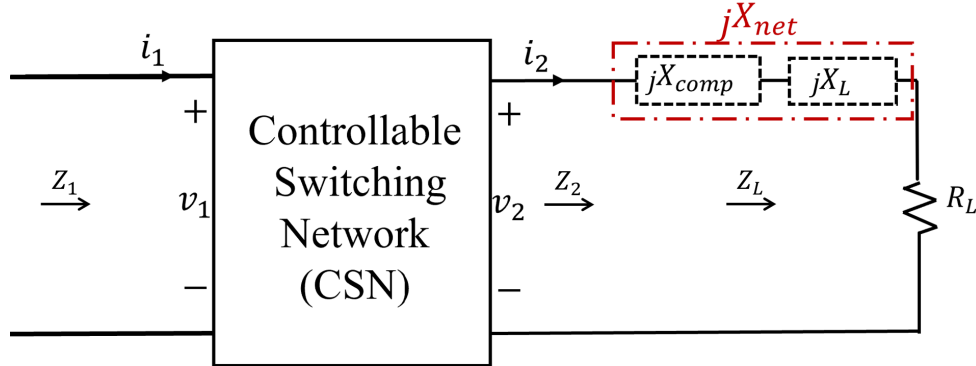 jX_net
i_1
i_2
jX_comp
jX_L
+
+
Controllable
Switching
Network
(CSN)
Z_1
v_1
v_2
Z_2
Z_L
R_L
−
−